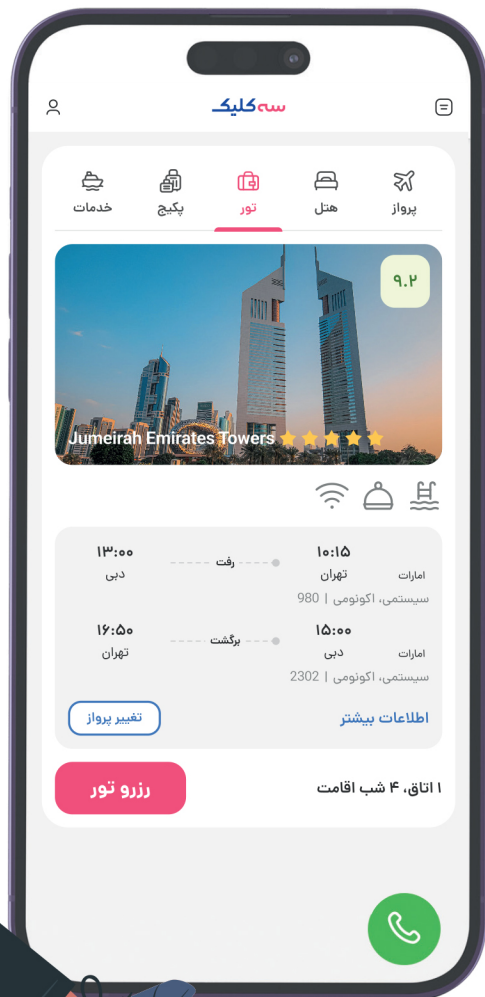 سه کلیک
پرواز هتل تور پکیج خدمات
۹.۲
Jumeirah Emirates Towers
۱۰:۱۵ رفت ۱۳:۰۰
امارات تهران دبی
سیستمی، اکونومی | 980
۱۵:۰۰ برگشت ۱۶:۵۰
امارات دبی تهران
سیستمی، اکونومی | 2302
اطلاعات بیشتر تغییر پرواز
۱ اتاق، ۴ شب اقامت رزرو تور